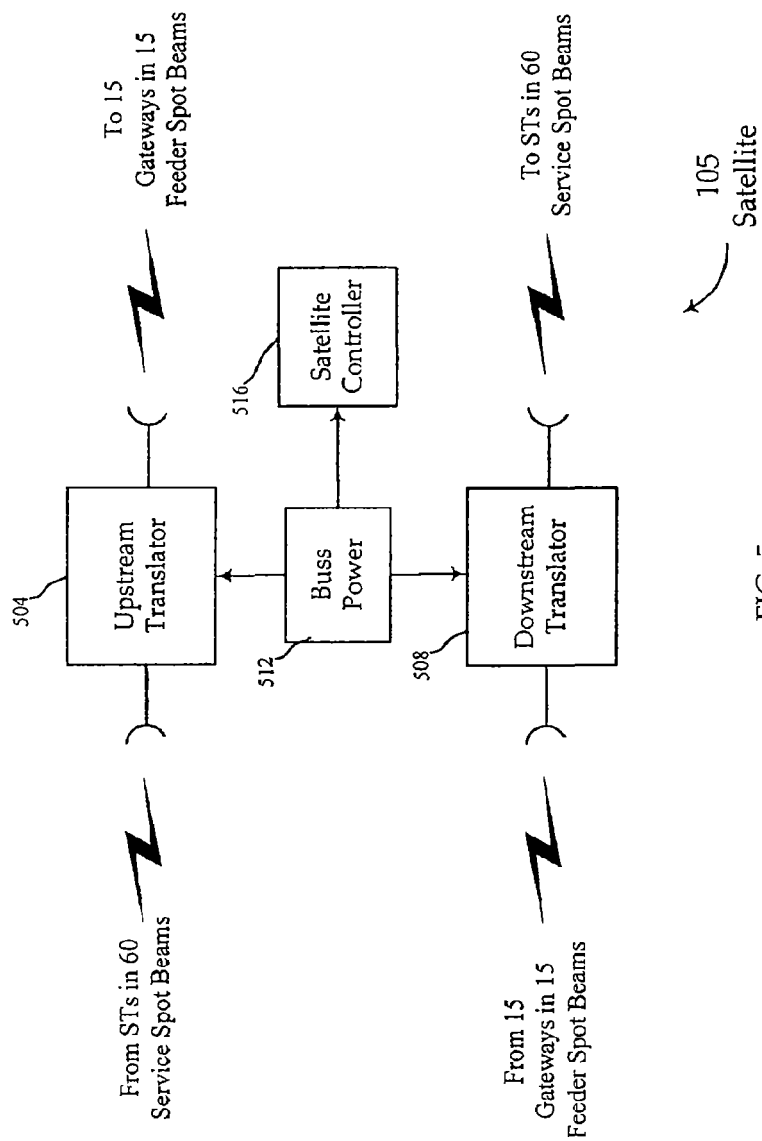 From STs in 60
Service Spot Beams
504
Upstream
Translator
To 15
Gateways in 15
Feeder Spot Beams
512
Buss
Power
516
Satellite
Controller
From 15
Gateways in 15
Feeder Spot Beams
508
Downstream
Translator
To STs in 60
Service Spot Beams
105
Satellite